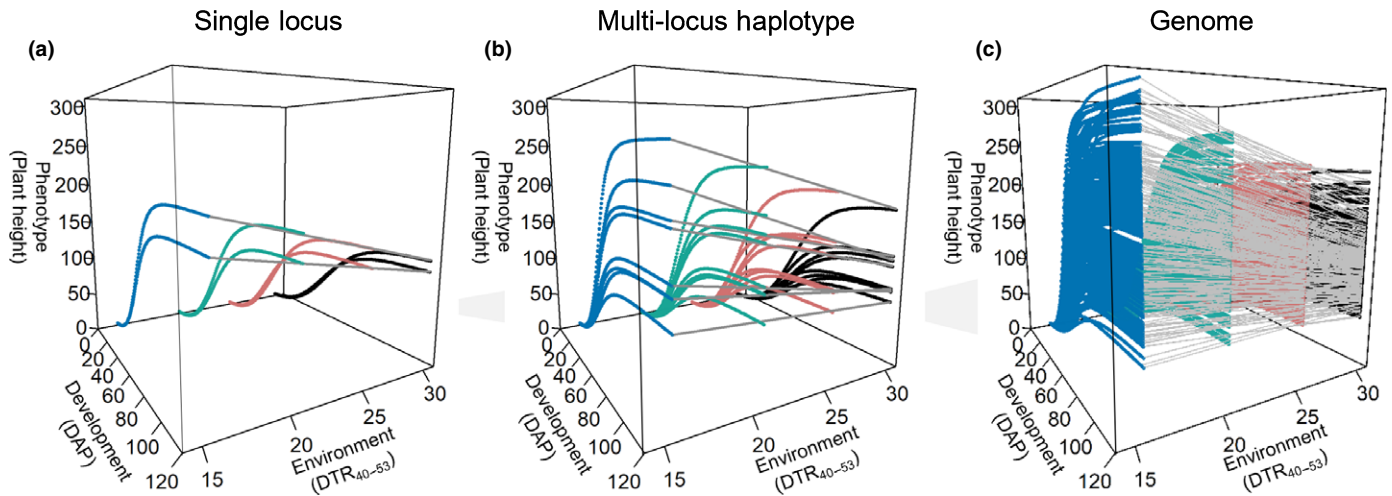 Single locus
Multi-locus haplotype
Genome
(a)
300
250
200
150
100
50
0
Phenotype
(Plant height)
0
20
40
60
80
100
120
Development
(DAP)
15
20
25
30
Environment
(DTR₄₀₋₅₃)
(b)
300
250
200
150
100
50
0
Phenotype
(Plant height)
0
20
40
60
80
100
120
Development
(DAP)
15
20
25
30
Environment
(DTR₄₀₋₅₃)
(c)
300
250
200
150
100
50
0
Phenotype
(Plant height)
0
20
40
60
80
100
120
Development
(DAP)
15
20
25
30
Environment
(DTR₄₀₋₅₃)